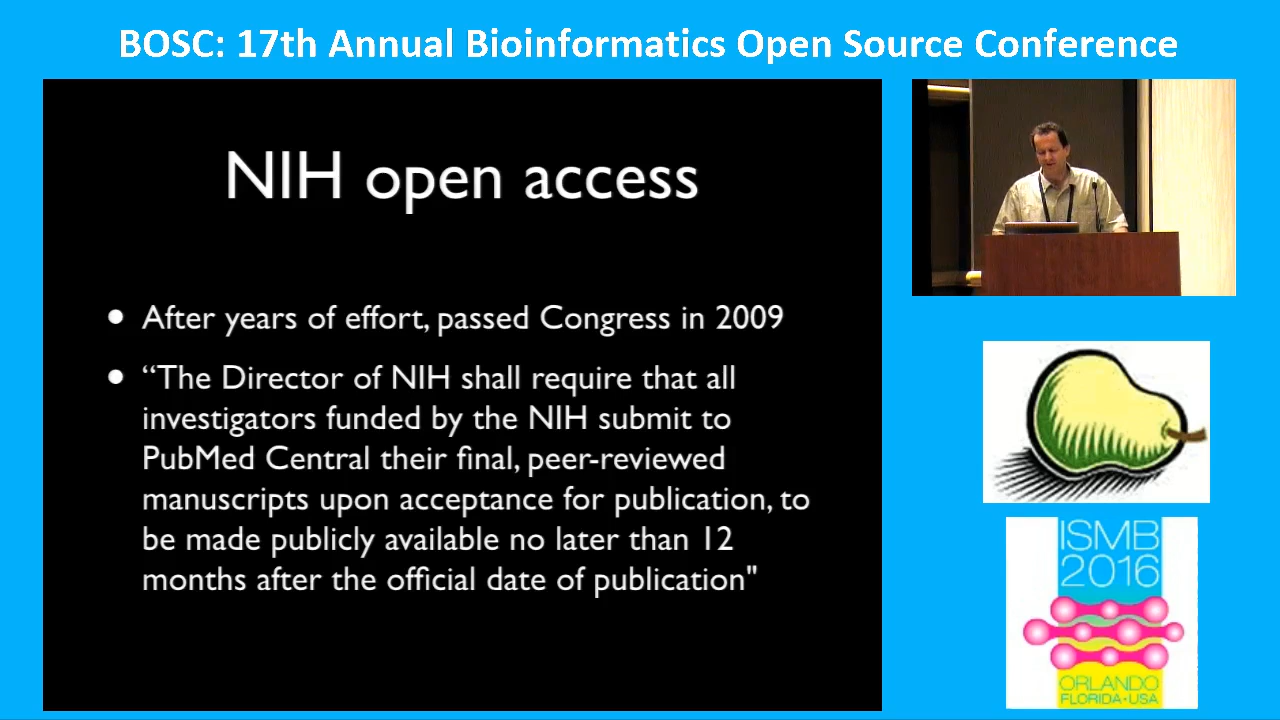 BOSC: 17th Annual Bioinformatics Open Source Conference
NIH open access
• After years of effort, passed Congress in 2009
• “The Director of NIH shall require that all
investigators funded by the NIH submit to
PubMed Central their final, peer-reviewed
manuscripts upon acceptance for publication, to
be made publicly available no later than 12
months after the official date of publication"
ISMB
2016
ORLANDO
FLORIDA•USA